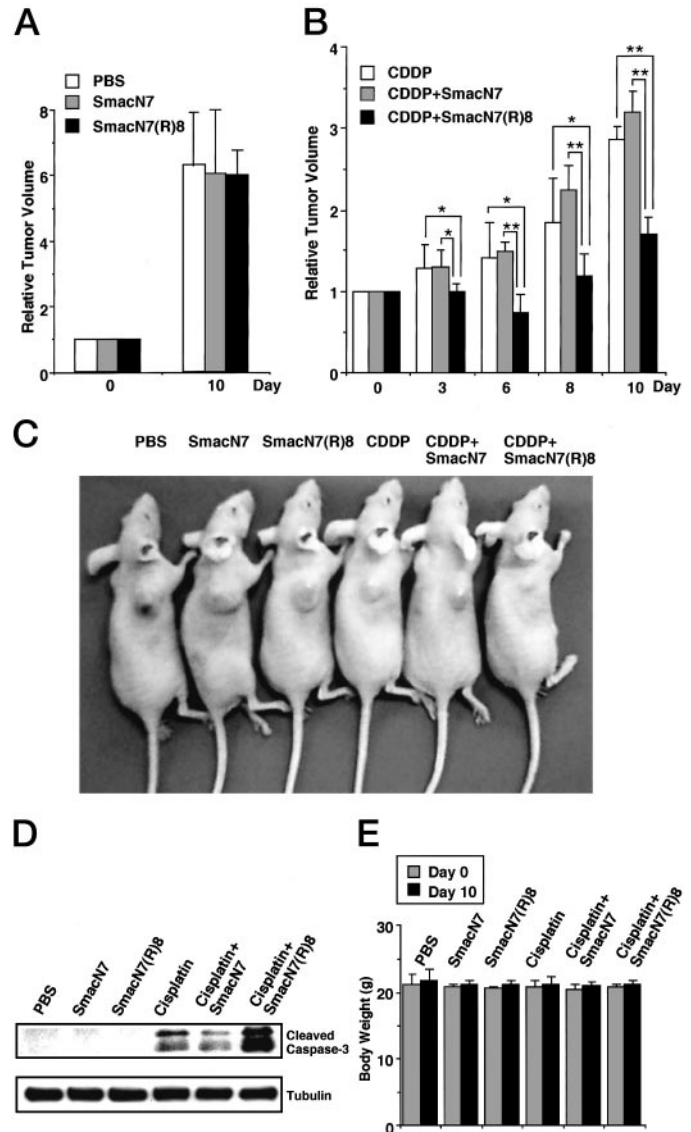 A
PBS
SmacN7
SmacN7(R)8
Relative Tumor Volume
8
6
4
2
0
0 10 Day
B
CDDP
CDDP+SmacN7
CDDP+SmacN7(R)8
Relative Tumor Volume
4
3
2
1
0
* * * ** * ** ** **
0 3 6 8 10 Day
C
PBS SmacN7 SmacN7(R)8 CDDP CDDP+ CDDP+
SmacN7 SmacN7(R)8
D
PBS
SmacN7
SmacN7(R)8
Cisplatin
Cisplatin+
SmacN7
Cisplatin+
SmacN7(R)8
Cleaved
Caspase-3
Tubulin
E
Day 0
Day 10
PBS
SmacN7
SmacN7(R)8
Cisplatin
Cisplatin+
SmacN7
Cisplatin+
SmacN7(R)8
Body Weight (g)
30
20
10
0